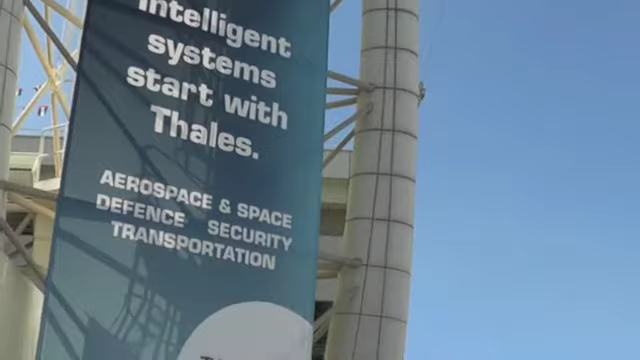 Intelligent
systems
start with
Thales.
AEROSPACE & SPACE
DEFENCE SECURITY
TRANSPORTATION